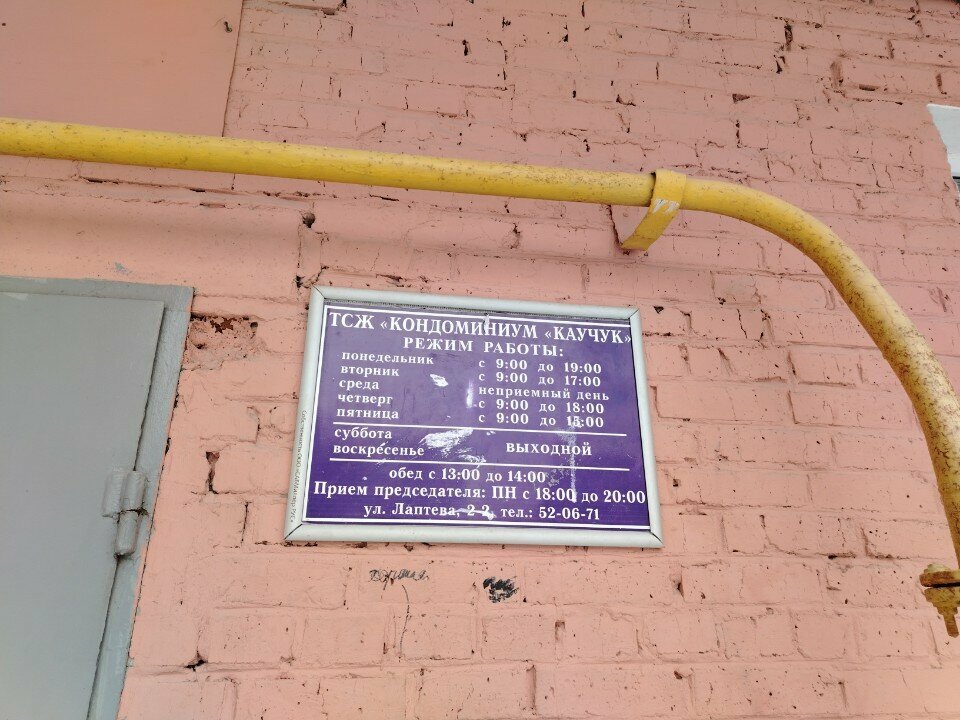 ТСЖ «КОНДОМИНИУМ «КАУЧУК»
РЕЖИМ РАБОТЫ:
понедельник с 9:00 до 19:00
вторник с 9:00 до 17:00
среда неприемный день
четверг с 9:00 до 18:00
пятница с 9:00 до 15:00
суббота
воскресенье ВЫХОДНОЙ
обед с 13:00 до 14:00
Прием председателя: ПН с 18:00 до 20:00
ул. Лаптева, 2-2, тел.: 52-06-71